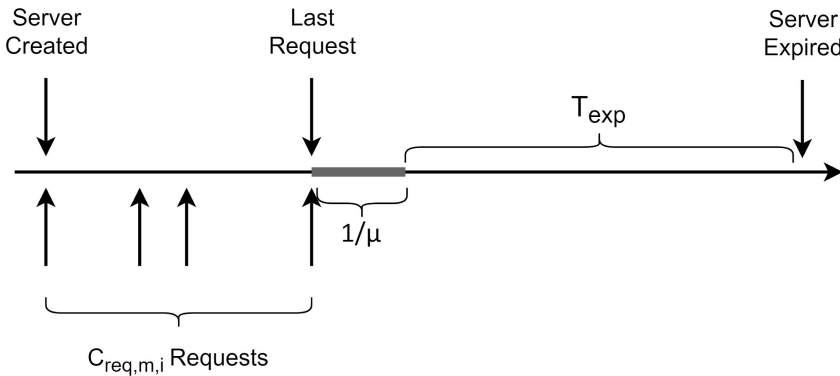 Server
Created
Last
Request
Server
Expired
T_exp
1/μ
C_req,m,i Requests